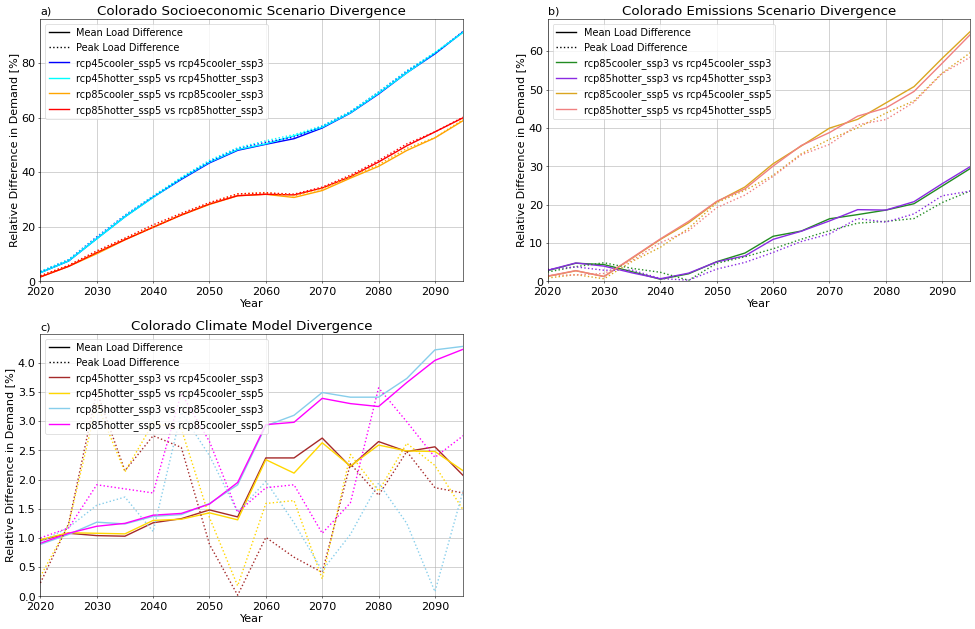 a)
Colorado Socioeconomic Scenario Divergence
Mean Load Difference
Peak Load Difference
rcp45cooler_ssp5 vs rcp45cooler_ssp3
rcp45hotter_ssp5 vs rcp45hotter_ssp3
rcp85cooler_ssp5 vs rcp85cooler_ssp3
rcp85hotter_ssp5 vs rcp85hotter_ssp3
Relative Difference in Demand [%]
80
60
40
20
0
2020 2030 2040 2050 2060 2070 2080 2090
Year
b)
Colorado Emissions Scenario Divergence
Mean Load Difference
Peak Load Difference
rcp85cooler_ssp3 vs rcp45cooler_ssp3
rcp85hotter_ssp3 vs rcp45hotter_ssp3
rcp85cooler_ssp5 vs rcp45cooler_ssp5
rcp85hotter_ssp5 vs rcp45hotter_ssp5
Relative Difference in Demand [%]
60
50
40
30
20
10
0
2020 2030 2040 2050 2060 2070 2080 2090
Year
c)
Colorado Climate Model Divergence
Mean Load Difference
Peak Load Difference
rcp45hotter_ssp3 vs rcp45cooler_ssp3
rcp45hotter_ssp5 vs rcp45cooler_ssp5
rcp85hotter_ssp3 vs rcp85cooler_ssp3
rcp85hotter_ssp5 vs rcp85cooler_ssp5
Relative Difference in Demand [%]
4.0
3.5
3.0
2.5
2.0
1.5
1.0
0.5
0.0
2020 2030 2040 2050 2060 2070 2080 2090
Year